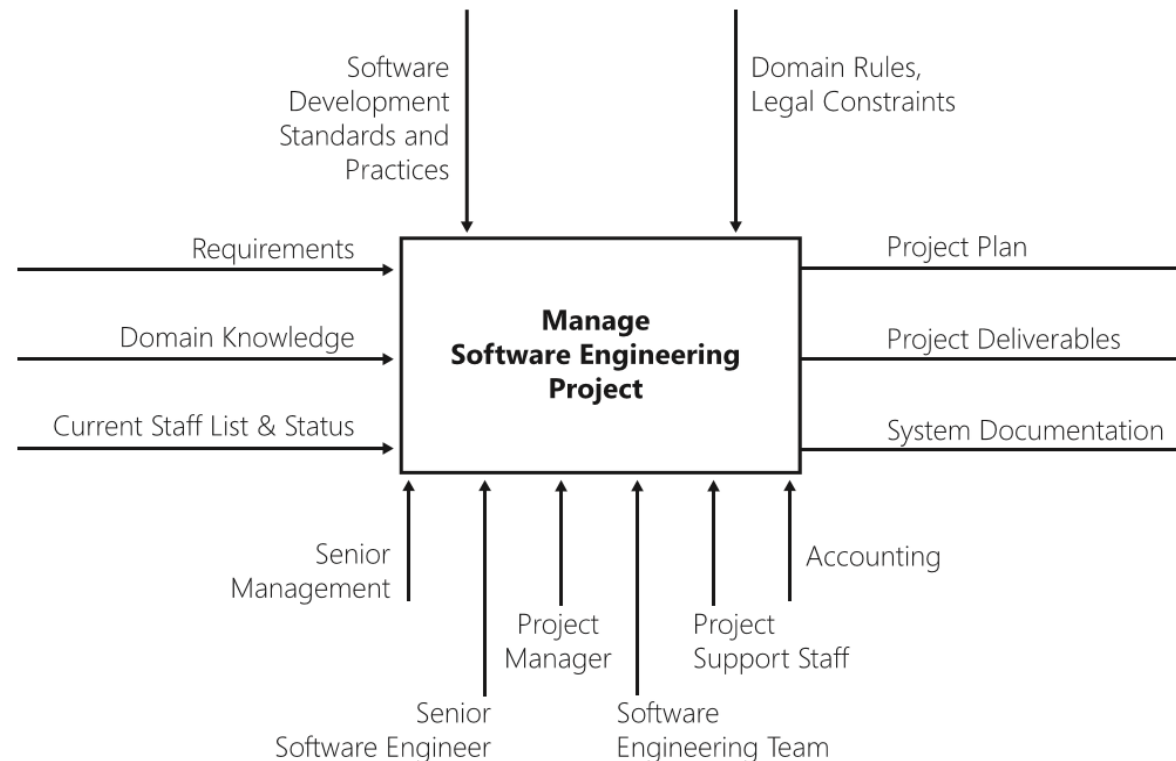 Software
Development
Standards and
Practices
Domain Rules,
Legal Constraints
Requirements
Domain Knowledge
Current Staff List & Status
Manage
Software Engineering
Project
Project Plan
Project Deliverables
System Documentation
Senior
Management
Senior
Software Engineer
Project
Manager
Software
Engineering Team
Project
Support Staff
Accounting